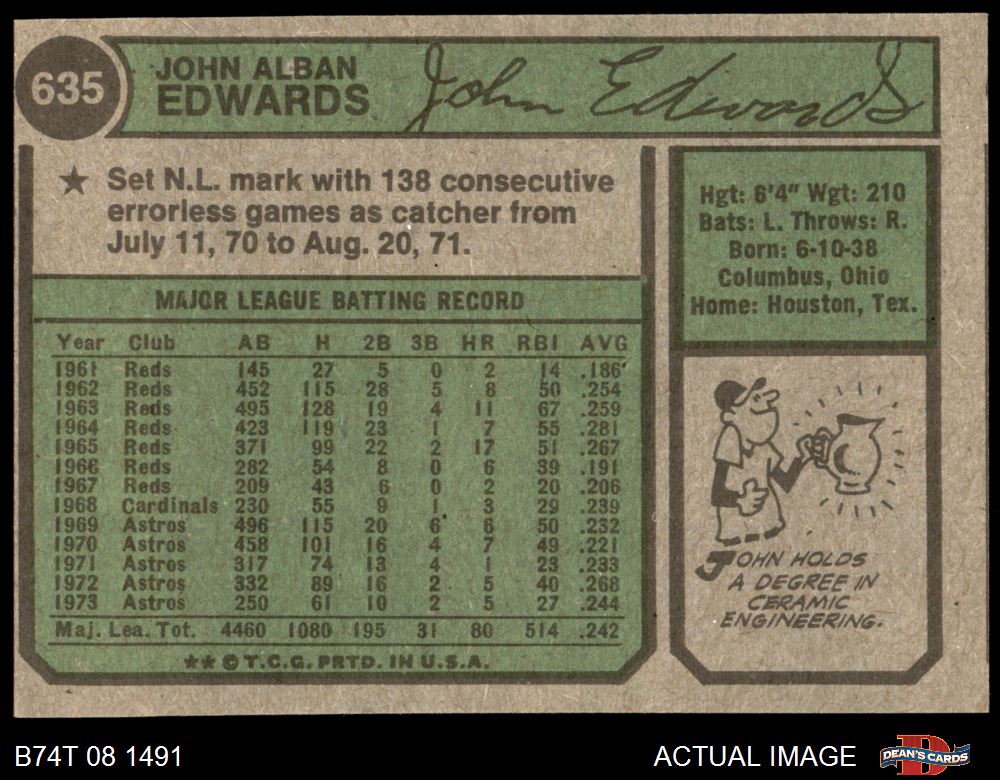 635
JOHN ALBAN
EDWARDS
John Edwards
★ Set N.L. mark with 138 consecutive
errorless games as catcher from
July 11, 70 to Aug. 20, 71.
Hgt: 6'4" Wgt: 210
Bats: L. Throws: R.
Born: 6-10-38
Columbus, Ohio
Home: Houston, Tex.
MAJOR LEAGUE BATTING RECORD
Year Club AB H 2B 3B HR RBI AVG
1961 Reds 145 27 5 0 2 14 .186
1962 Reds 452 115 28 5 8 50 .254
1963 Reds 495 128 19 4 11 67 .259
1964 Reds 423 119 23 1 7 55 .281
1965 Reds 371 99 22 2 17 51 .267
1966 Reds 282 54 8 0 6 39 .191
1967 Reds 209 43 6 0 2 20 .206
1968 Cardinals 230 55 9 1 3 29 .239
1969 Astros 496 115 20 6 6 50 .232
1970 Astros 458 101 16 4 7 49 .221
1971 Astros 317 74 13 4 1 23 .233
1972 Astros 332 89 16 2 5 40 .268
1973 Astros 250 61 10 2 5 27 .244
Maj. Lea. Tot. 4460 1080 195 31 80 514 .242
** © T.C.G. PRTD. IN U.S.A.
JOHN HOLDS
A DEGREE IN
CERAMIC
ENGINEERING.
B74T 08 1491
ACTUAL IMAGE
DEAN'S CARDS